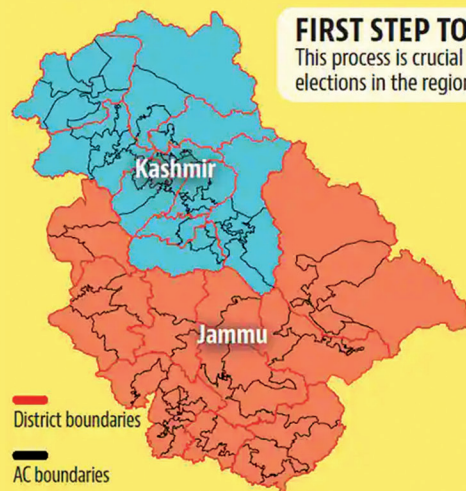 FIRST STEP TO
This process is crucial
elections in the region
Kashmir
Jammu
District boundaries
AC boundaries